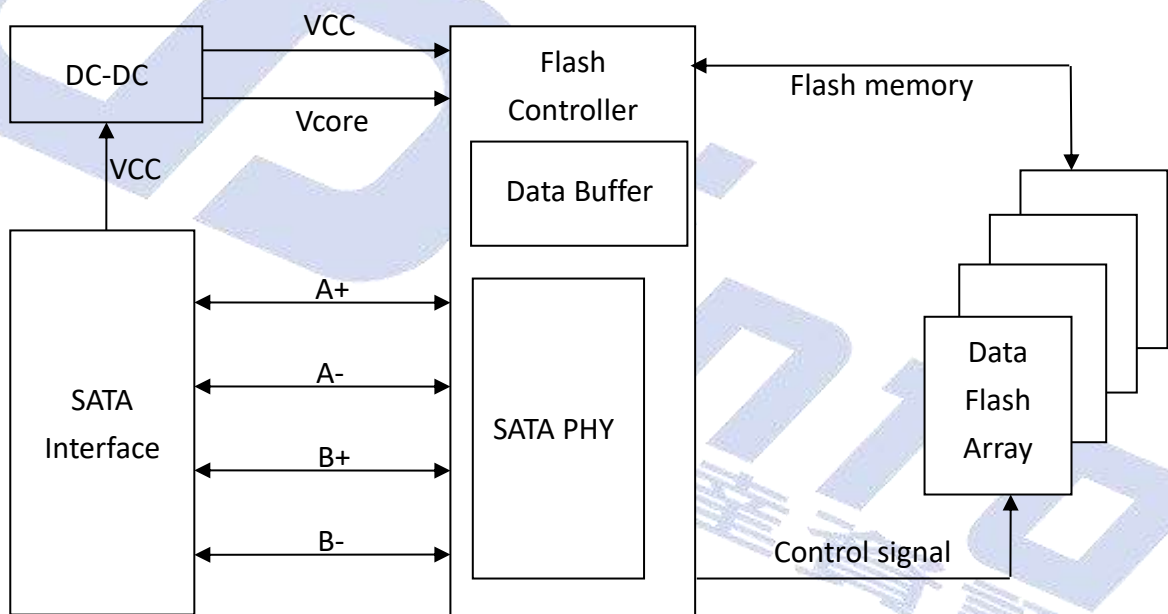 VCC
DC-DC
Vcore
VCC
Flash
Controller
Data Buffer
Flash memory
SATA
Interface
A+
A-
B+
B-
SATA PHY
Data
Flash
Array
Control signal